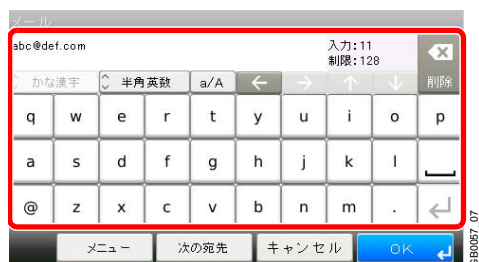 メール
abc@def.com
入力:11
制限:128
かな漢字 半角英数 a/A ← → ↑ ↓ 削除
q w e r t y u i o p
a s d f g h j k l
@ z x c v b n m .
メニュー 次の宛先 キャンセル OK
GB0057_07